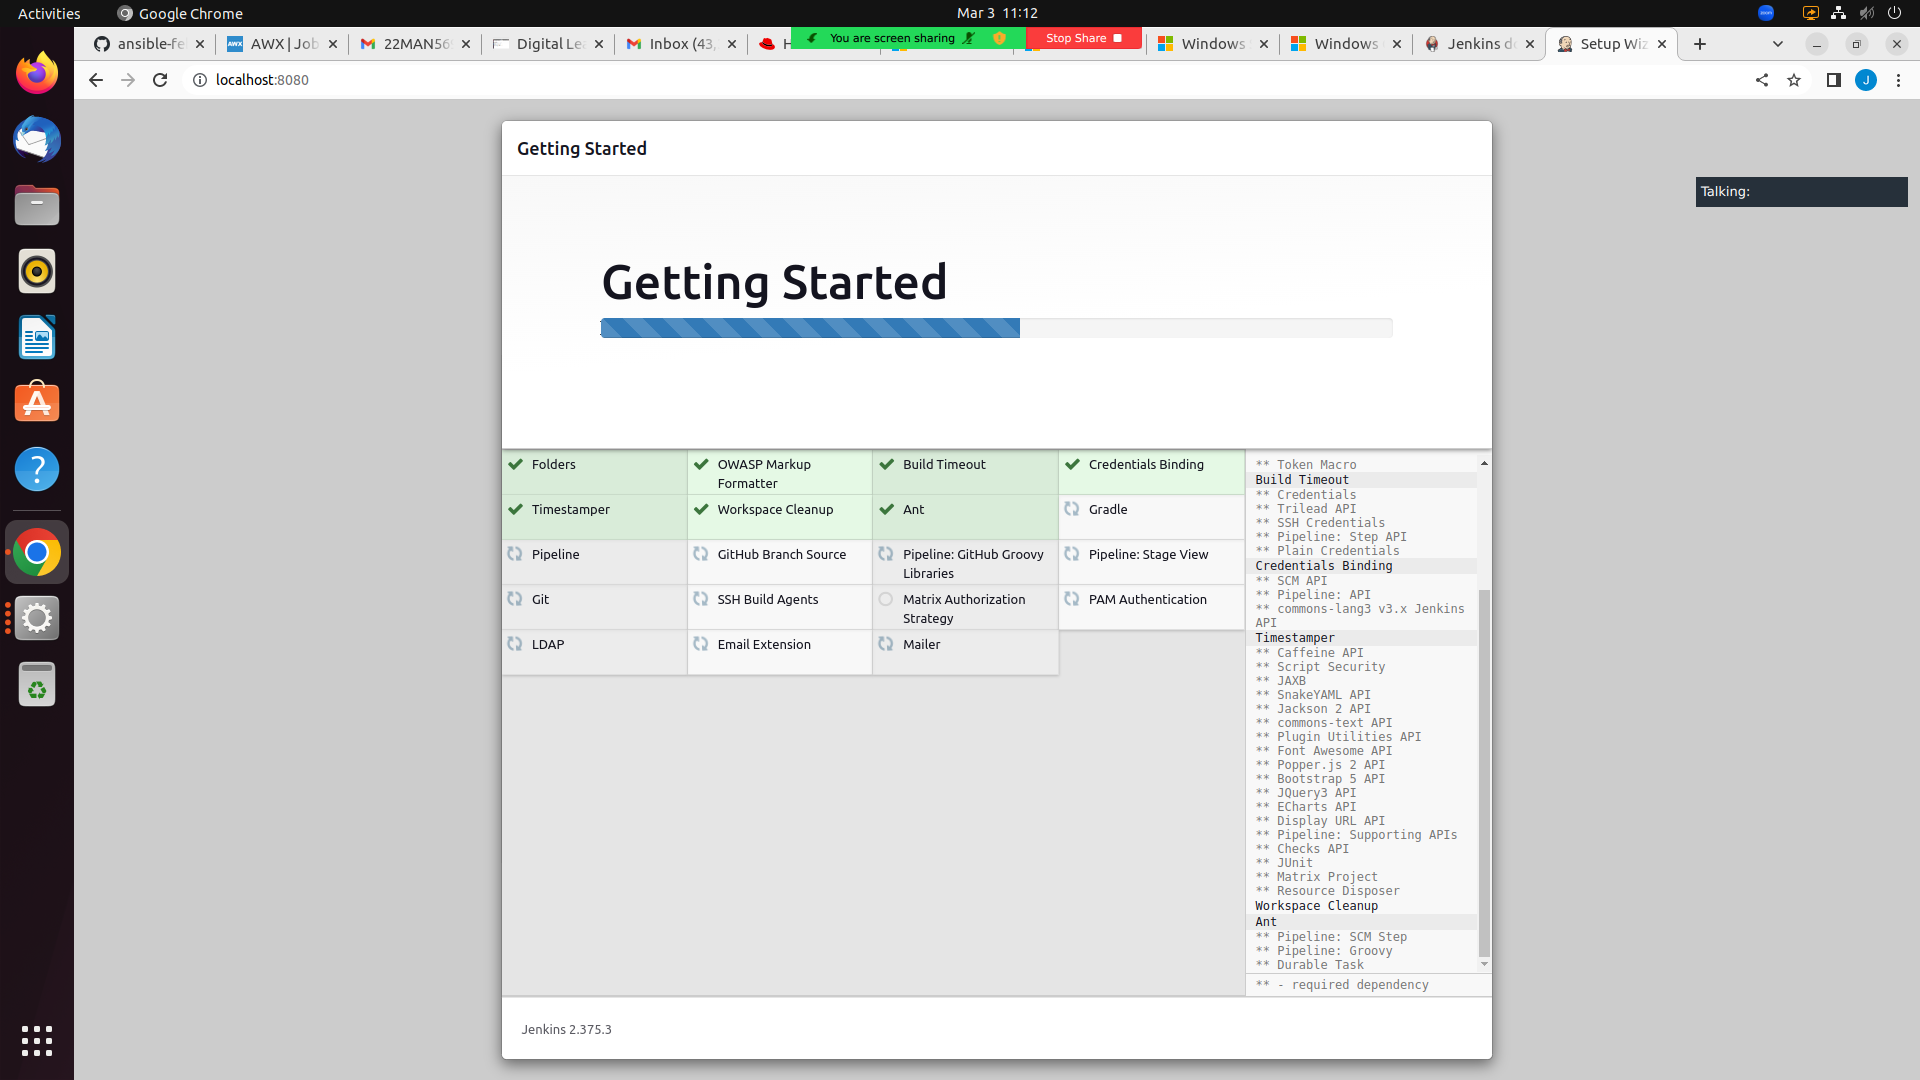 Activities
Google Chrome
Mar 3 11:12
zoom
ansible-fe
AWX | Job
22MAN56
Digital Le
Inbox (43,
H
You are screen sharing
Stop Share
Windows
Windows
Jenkins d
Setup Wiz
localhost:8080
J
Talking:
Getting Started
Getting Started
Folders
OWASP Markup Formatter
Build Timeout
Credentials Binding
Timestamper
Workspace Cleanup
Ant
Gradle
Pipeline
GitHub Branch Source
Pipeline: GitHub Groovy Libraries
Pipeline: Stage View
Git
SSH Build Agents
Matrix Authorization Strategy
PAM Authentication
LDAP
Email Extension
Mailer
** Token Macro
Build Timeout
** Credentials
** Trilead API
** SSH Credentials
** Pipeline: Step API
** Plain Credentials
Credentials Binding
** SCM API
** Pipeline: API
** commons-lang3 v3.x Jenkins
API
Timestamper
** Caffeine API
** Script Security
** JAXB
** SnakeYAML API
** Jackson 2 API
** commons-text API
** Plugin Utilities API
** Font Awesome API
** Popper.js 2 API
** Bootstrap 5 API
** JQuery3 API
** ECharts API
** Display URL API
** Pipeline: Supporting APIs
** Checks API
** JUnit
** Matrix Project
** Resource Disposer
Workspace Cleanup
Ant
** Pipeline: SCM Step
** Pipeline: Groovy
** Durable Task
** - required dependency
Jenkins 2.375.3